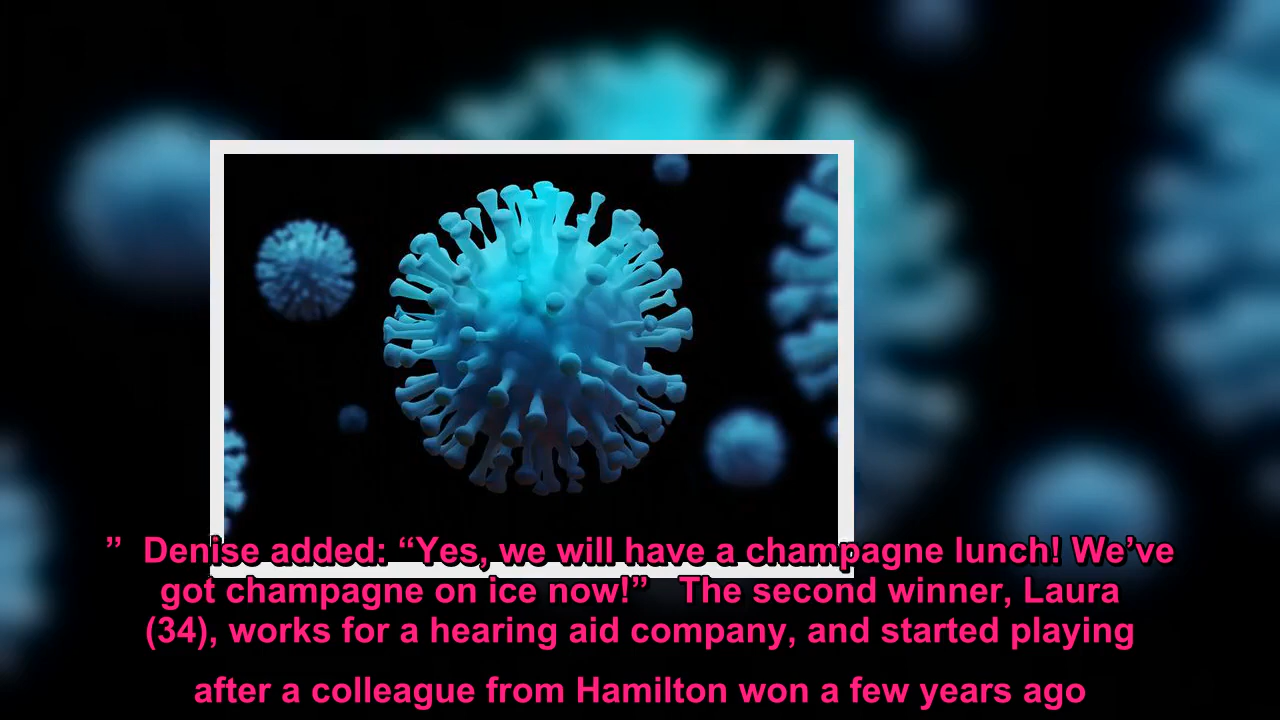 ”  Denise added: “Yes, we will have a champagne lunch! We’ve
got champagne on ice now!”   The second winner, Laura
(34), works for a hearing aid company, and started playing
after a colleague from Hamilton won a few years ago